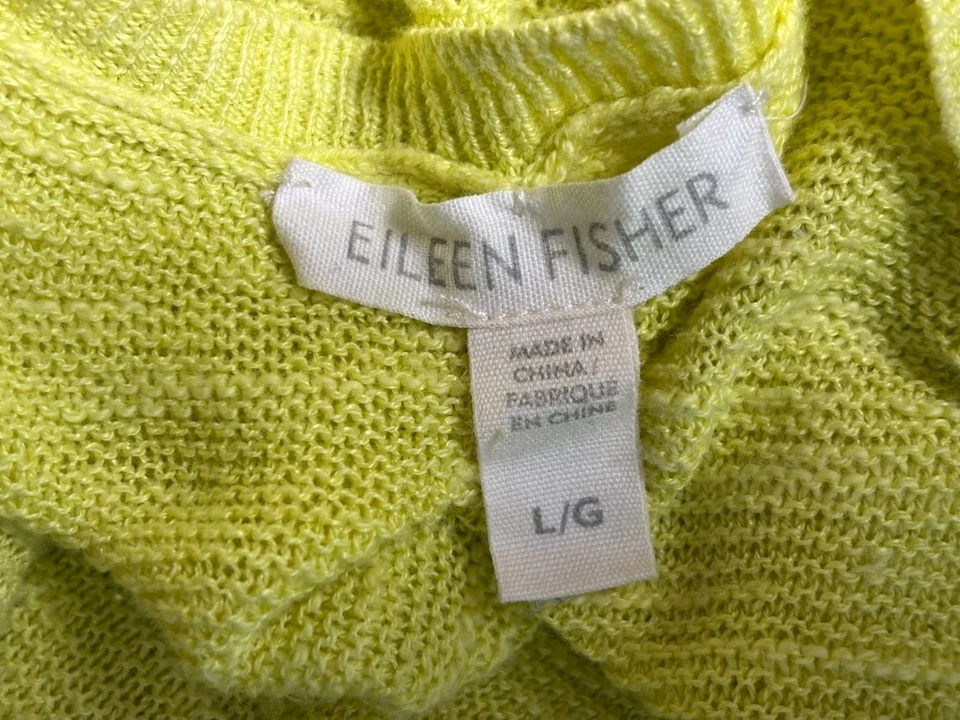 EILEEN FISHER
MADE IN
CHINA /
FABRIQUE
EN CHINE
L/G